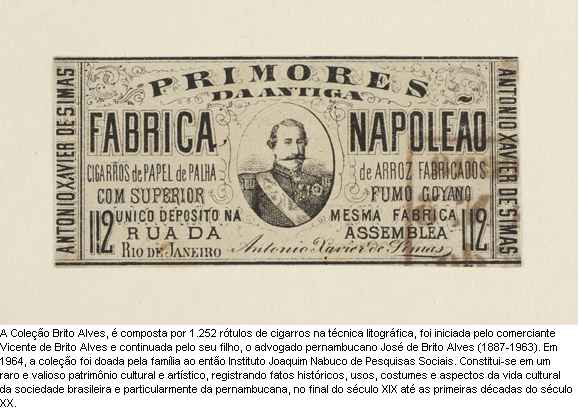 PRIMORES
DA ANTIGA
FABRICA NAPOLEÃO
CIGARROS de PAPEL de PALHA de ARROZ FABRICADOS
COM SUPERIOR FUMO GOYANO
UNICO DEPOSITO NA MESMA FABRICA
112 RUA DA ASSEMBLÉA 112
RIO DE JANEIRO Antonio Xavier de Simas
ANTONIO XAVIER DE SIMAS
ANTONIO XAVIER DE SIMAS
A Coleção Brito Alves, é composta por 1.252 rótulos de cigarros na técnica litográfica, foi iniciada pelo comerciante
Vicente de Brito Alves e continuada pelo seu filho, o advogado pernambucano José de Brito Alves (1887-1963). Em
1964, a coleção foi doada pela família ao então Instituto Joaquim Nabuco de Pesquisas Sociais. Constitui-se em um
raro e valioso patrimônio cultural e artístico, registrando fatos históricos, usos, costumes e aspectos da vida cultural
da sociedade brasileira e particularmente da pernambucana, no final do século XIX até as primeiras décadas do século
XX.